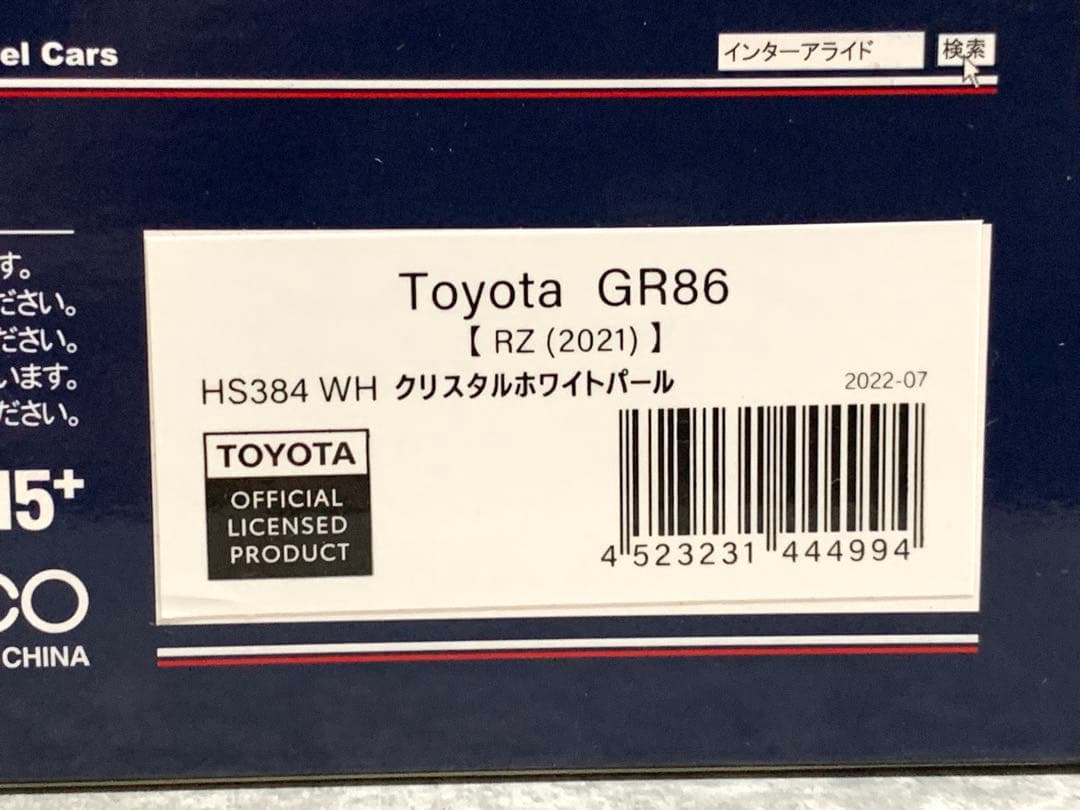 el Cars
インターアライド 検索
す。
ださい。
ださい。
います。
ださい。
15+
CO
CHINA
Toyota GR86
【 RZ (2021) 】
HS384 WH クリスタルホワイトパール
2022-07
TOYOTA
OFFICIAL
LICENSED
PRODUCT
4 523231 444994